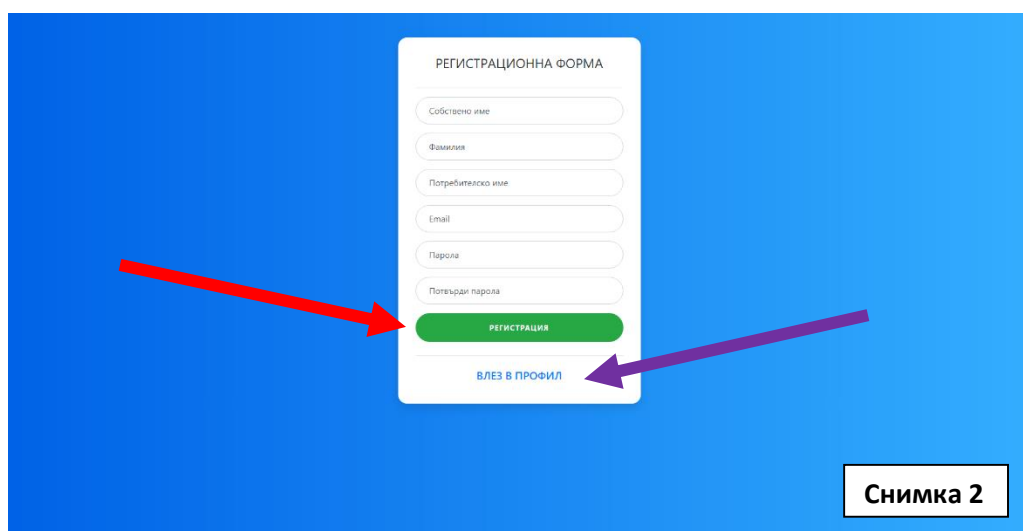 РЕГИСТРАЦИОННА ФОРМА
Собствено име
Фамилия
Потребителско име
Email
Парола
Потвърди парола
РЕГИСТРАЦИЯ
ВЛЕЗ В ПРОФИЛ
Снимка 2